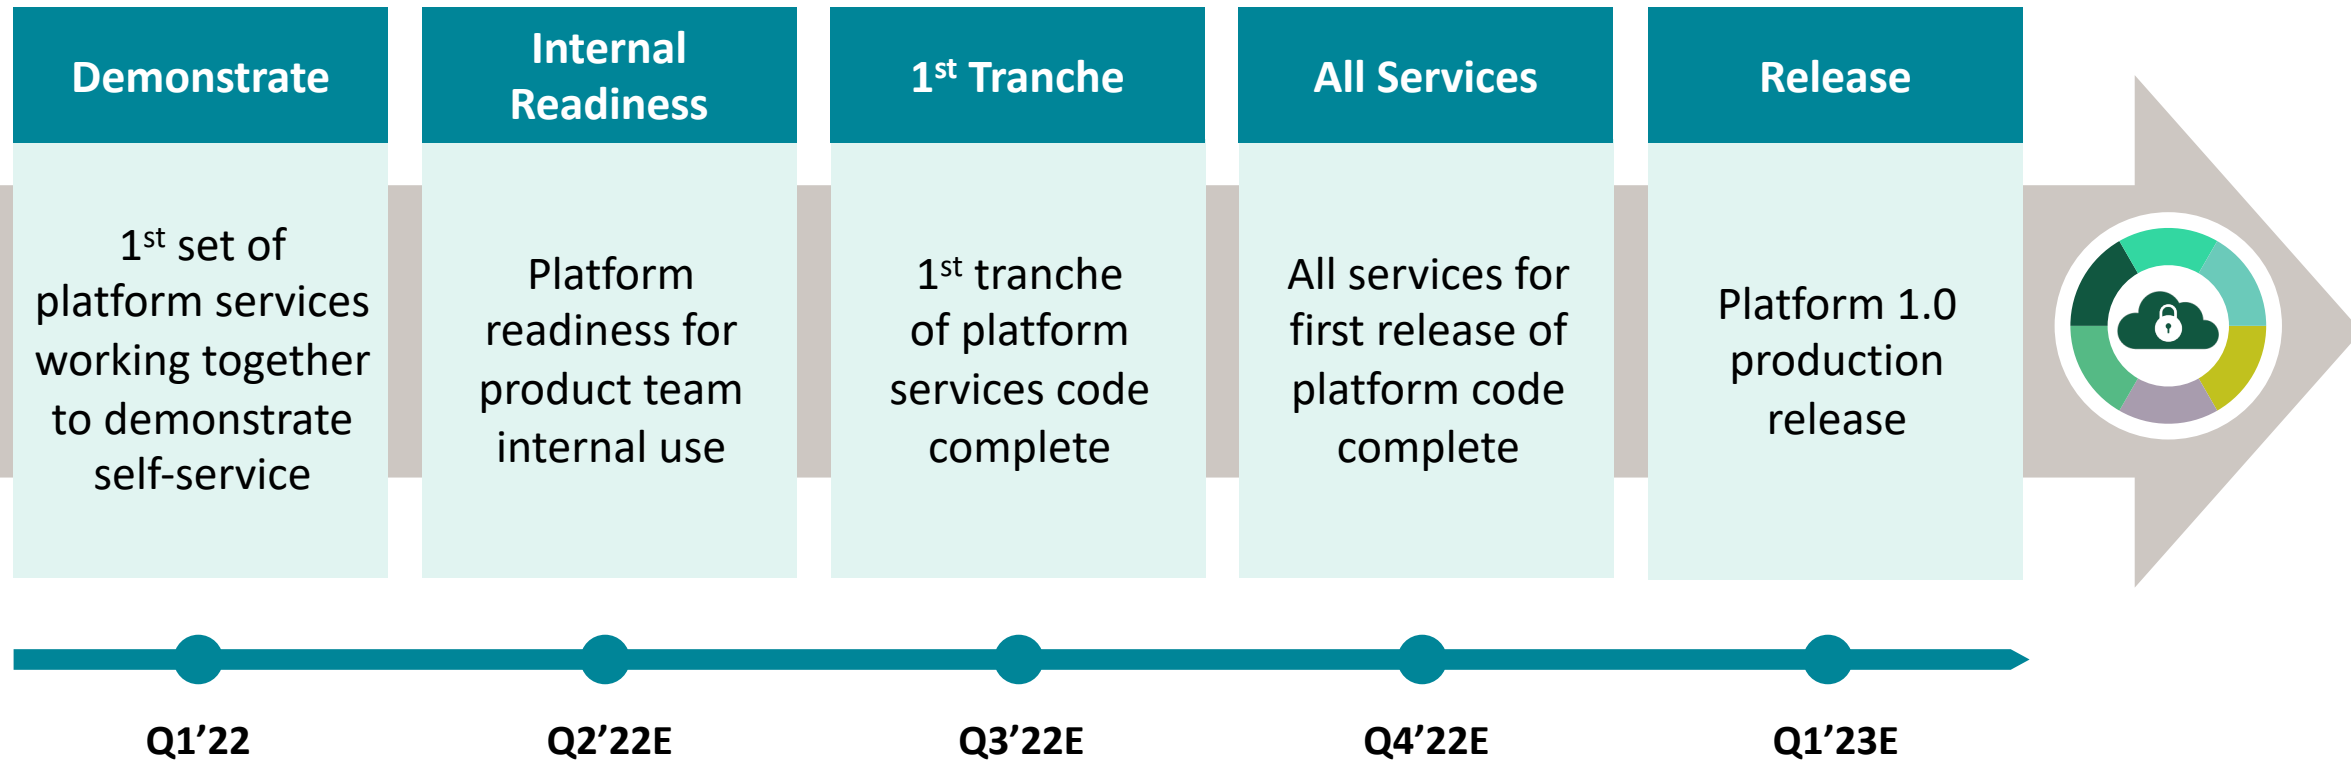 Demonstrate
1st set of
platform services
working together
to demonstrate
self-service
Internal
Readiness
Platform
readiness for
product team
internal use
1st Tranche
1st tranche
of platform
services code
complete
All Services
All services for
first release of
platform code
complete
Release
Platform 1.0
production
release
Q1’22
Q2’22E
Q3’22E
Q4’22E
Q1’23E